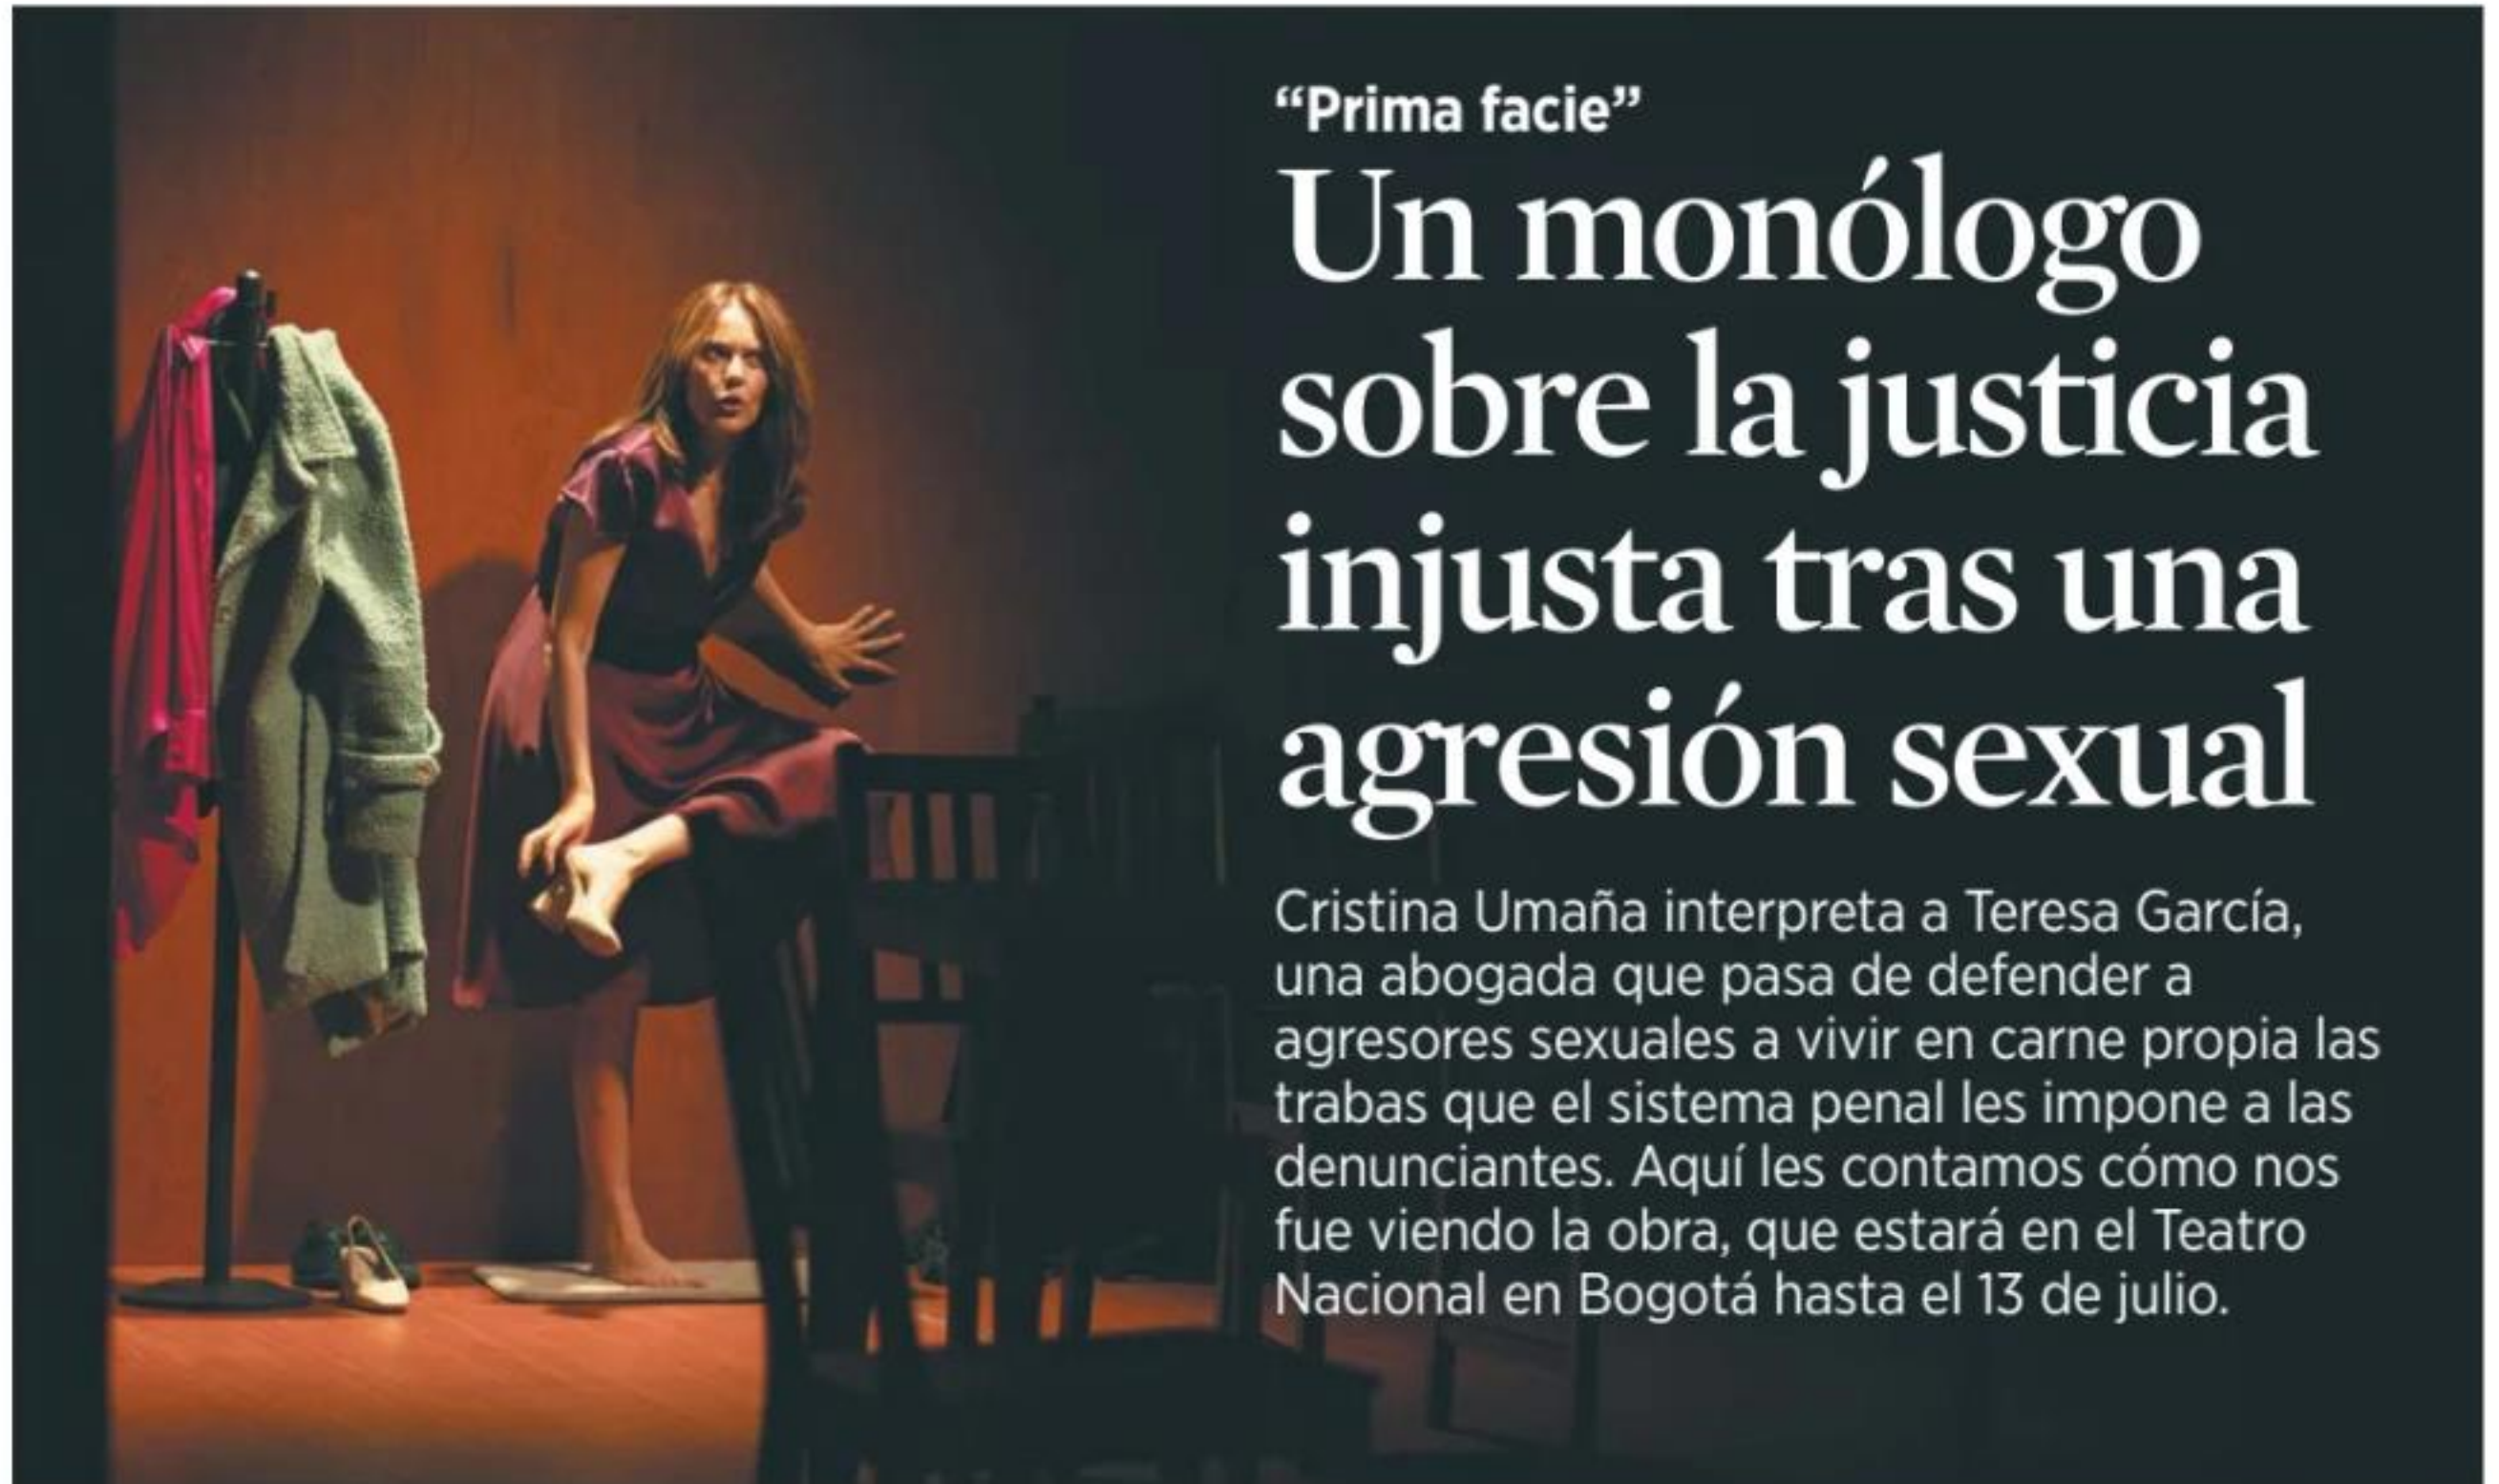 “Prima facie”
Un monólogo
sobre la justicia
injusta tras una
agresión sexual
Cristina Umaña interpreta a Teresa García,
una abogada que pasa de defender a
agresores sexuales a vivir en carne propia las
trabas que el sistema penal les impone a las
denunciantes. Aquí les contamos cómo nos
fue viendo la obra, que estará en el Teatro
Nacional en Bogotá hasta el 13 de julio.